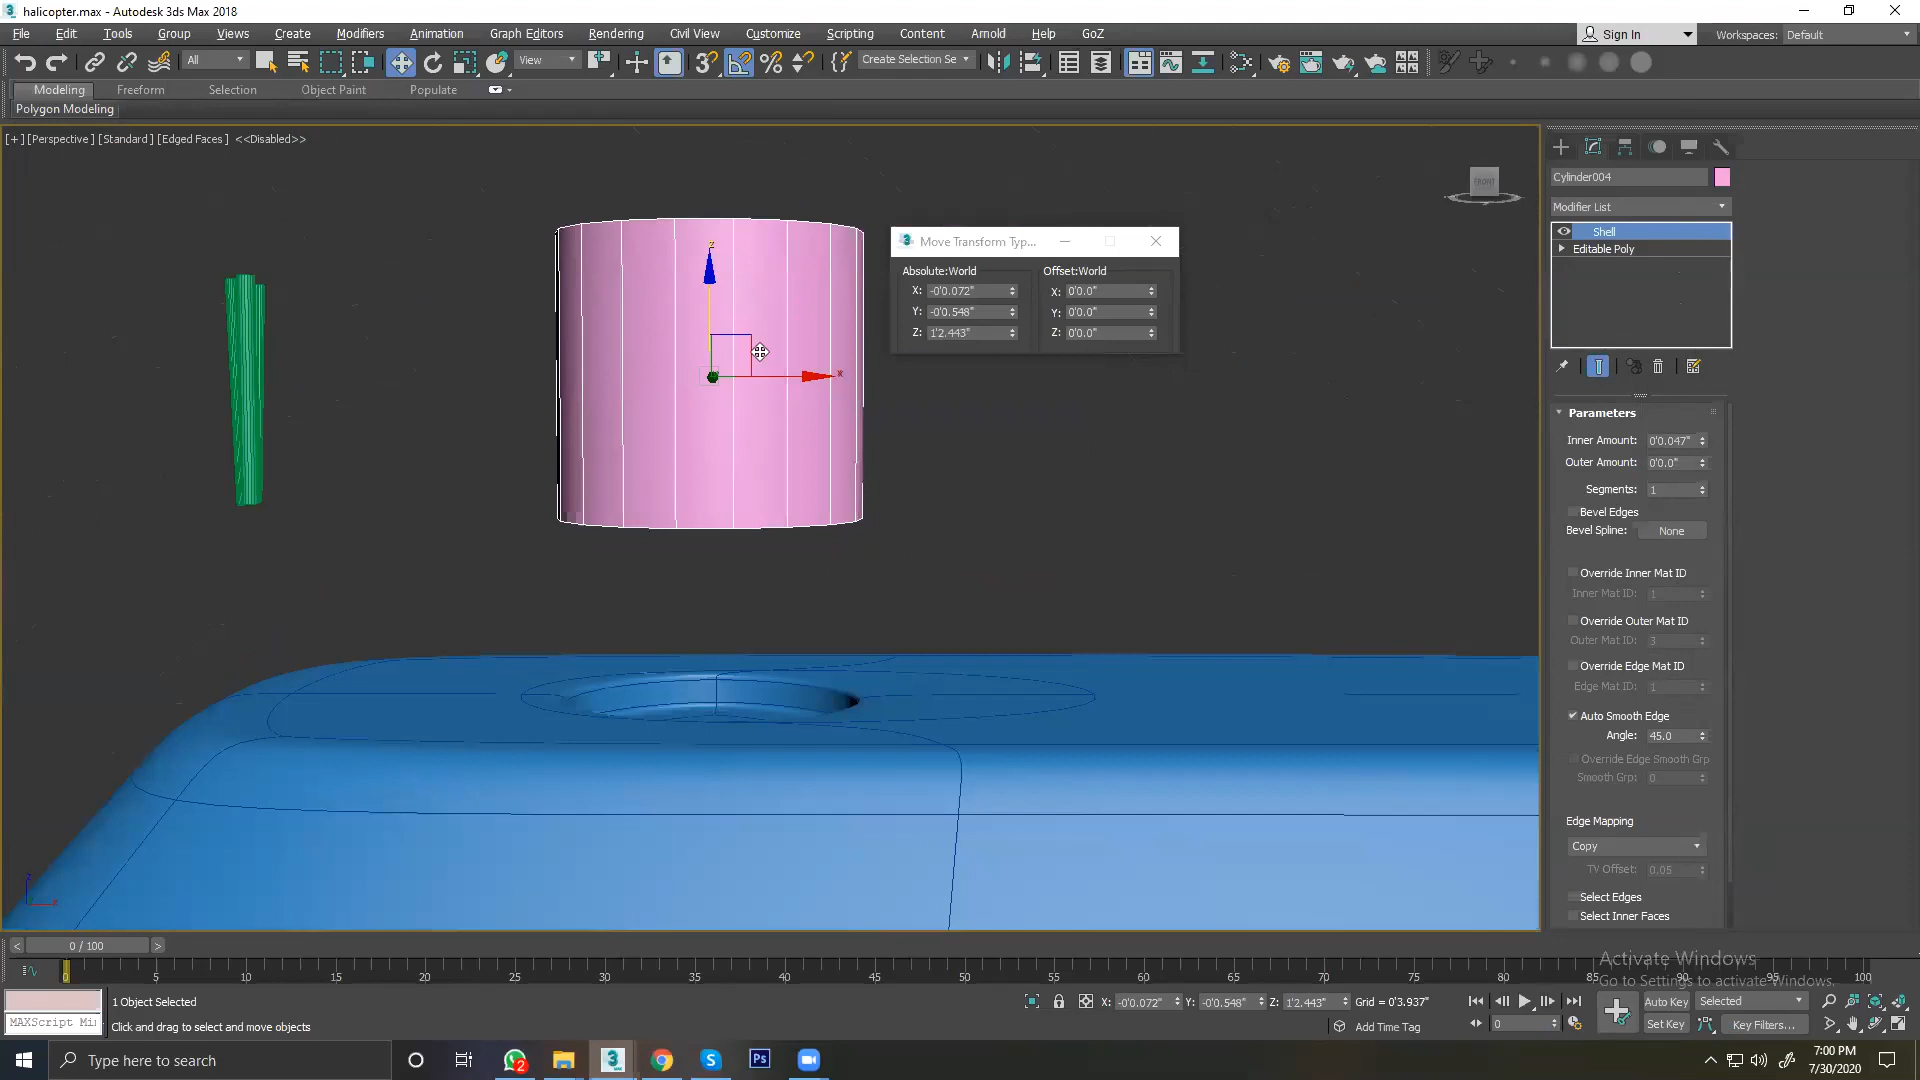 halicopter.max - Autodesk 3ds Max 2018
File Edit Tools Group Views Create Modifiers Animation Graph Editors Rendering Civil View Customize Scripting Content Arnold Help GoZ
Sign In Workspaces: Default
All View Create Selection Se
Modeling Freeform Selection Object Paint Populate
Polygon Modeling
[+] [Perspective] [Standard] [Edged Faces] <<Disabled>>
FRONT
Cylinder004
Modifier List
Shell
Editable Poly
Move Transform Typ...
Absolute:World Offset:World
X: -0'0.072" X: 0'0.0"
Y: -0'0.548" Y: 0'0.0"
Z: 1'2.443" Z: 0'0.0"
z
x
Parameters
Inner Amount: 0'0.047"
Outer Amount: 0'0.0"
Segments: 1
Bevel Edges
Bevel Spline: None
Override Inner Mat ID
Inner Mat ID: 1
Override Outer Mat ID
Outer Mat ID: 3
Override Edge Mat ID
Edge Mat ID: 1
Auto Smooth Edge
Angle: 45.0
Override Edge Smooth Grp
Smooth Grp: 0
Edge Mapping
Copy
TV Offset: 0.05
Select Edges
Select Inner Faces
< 0 / 100 >
0 5 10 15 20 25 30 35 40 45 50 55 60 65 70 75 80 85 90 95 100
Activate Windows
Go to Settings to activate Windows.
1 Object Selected
X: -0'0.072" Y: -0'0.548" Z: 1'2.443" Grid = 0'3.937"
Auto Key Selected
MAXScript Mi
Click and drag to select and move objects
Add Time Tag
0
Set Key Key Filters...
Type here to search
2
Ps
7:00 PM
7/30/2020